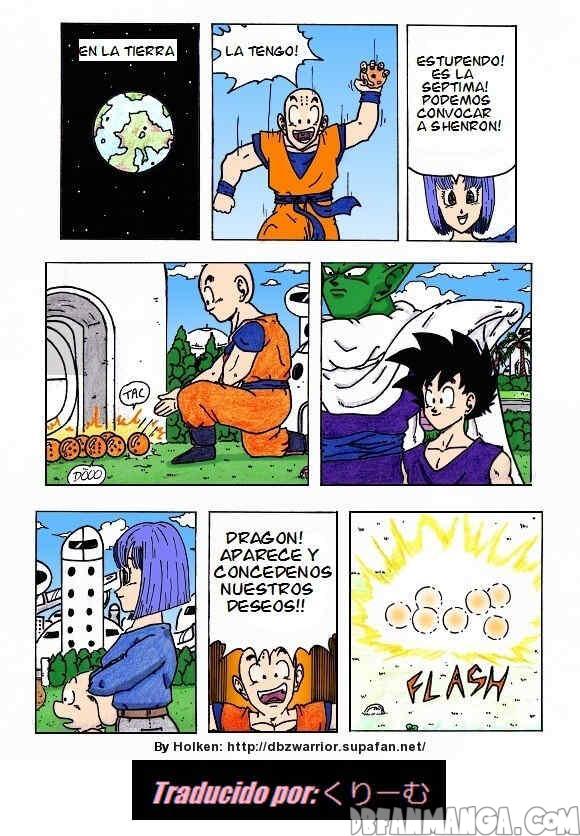 EN LA TIERRA
LA TENGO!
ESTUPENDO!
ES LA
SEPTIMA!
PODEMOS
CONVOCAR
A SHENRON!
TAC
DÔOO
DRAGON!
APARECE Y
CONCEDENOS
NUESTROS
DESEOS!!
FLASH
By Holken: http://dbzwarrior.supafan.net/
Traducido por:くりーむ
DBFANMANGA.COM